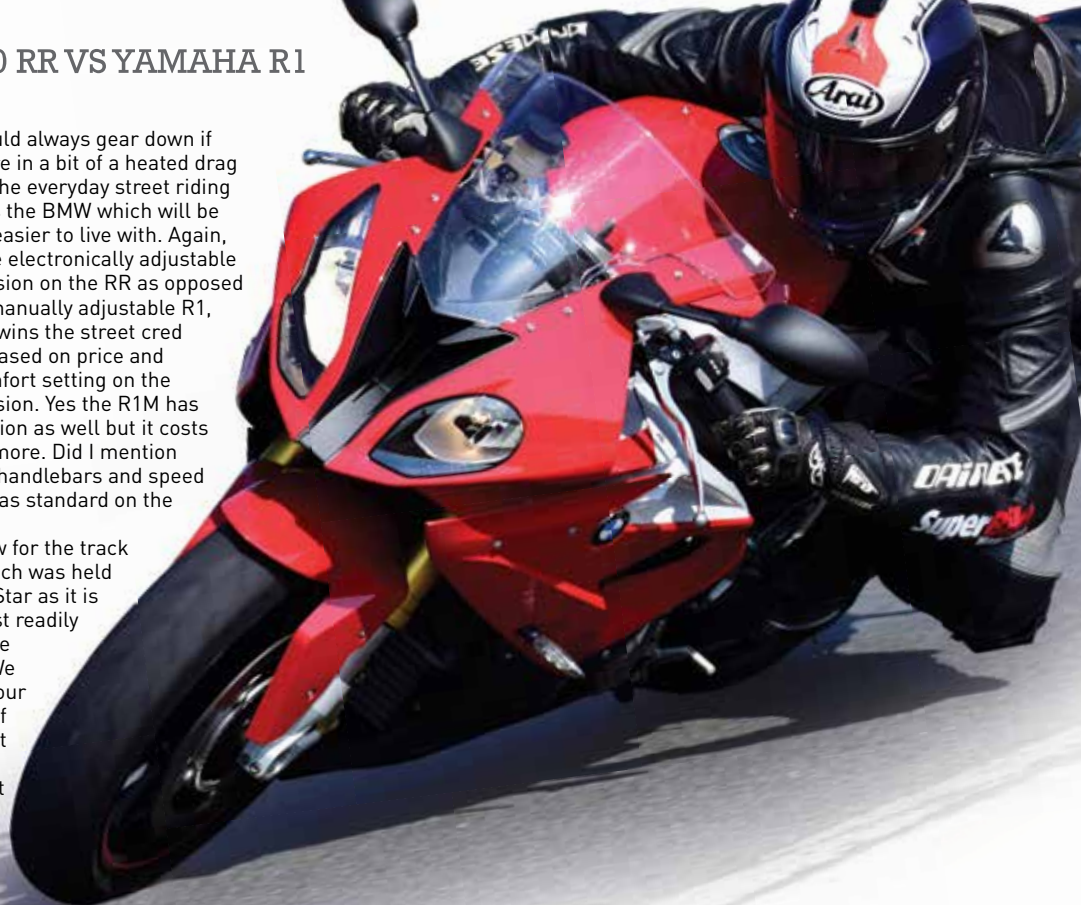 0 RR VS YAMAHA R1
uld always gear down if
e in a bit of a heated drag
he everyday street riding
the BMW which will be
easier to live with. Again,
e electronically adjustable
sion on the RR as opposed
manually adjustable R1,
wins the street cred
ased on price and
nfort setting on the
sion. Yes the R1M has
ion as well but it costs
more. Did I mention
handlebars and speed
as standard on the
w for the track
ich was held
Star as it is
st readily
e
We
our
f
t
t
Arai
DAINESE
DAINESE
Super